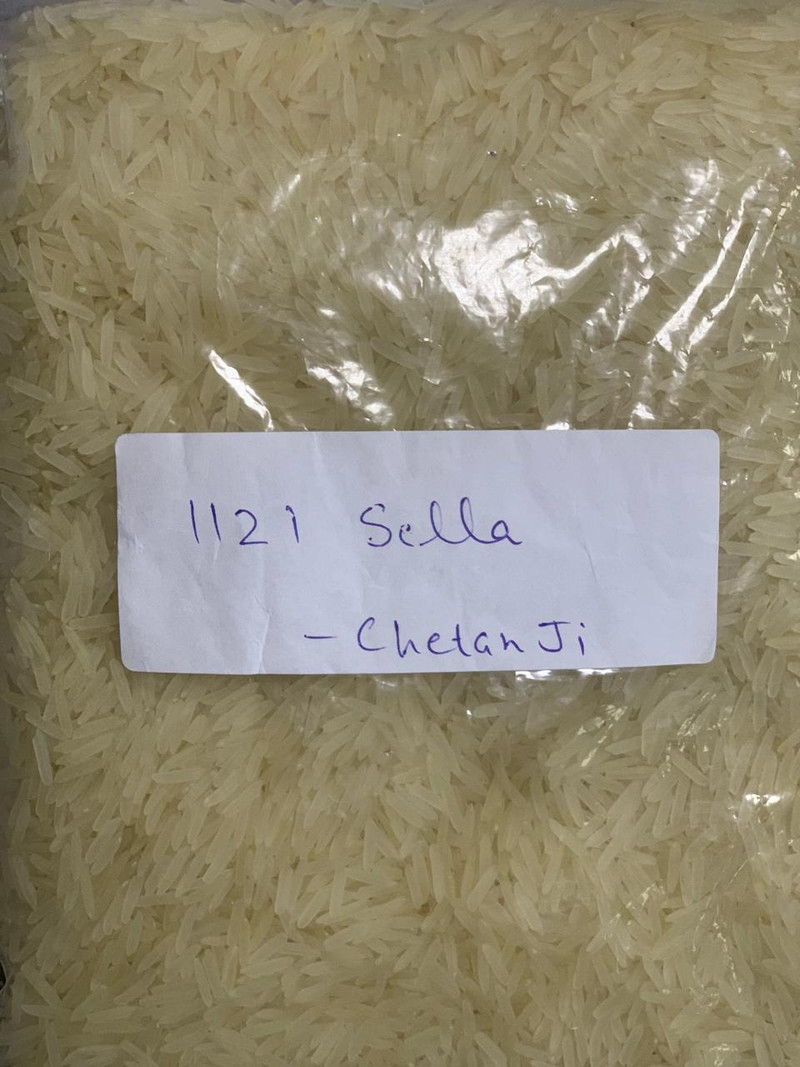 1121 Sella
- Chetan Ji